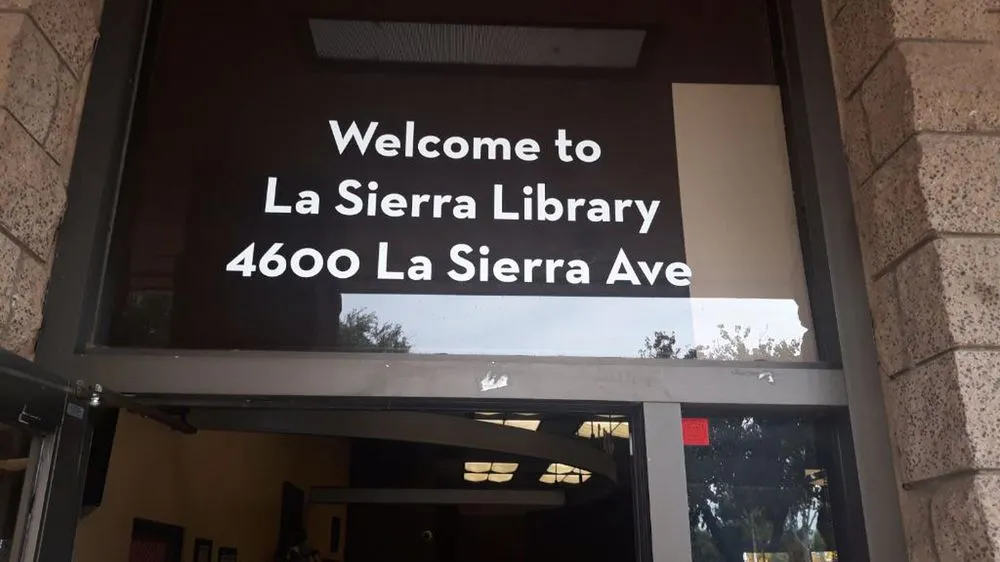 Welcome to
La Sierra Library
4600 La Sierra Ave